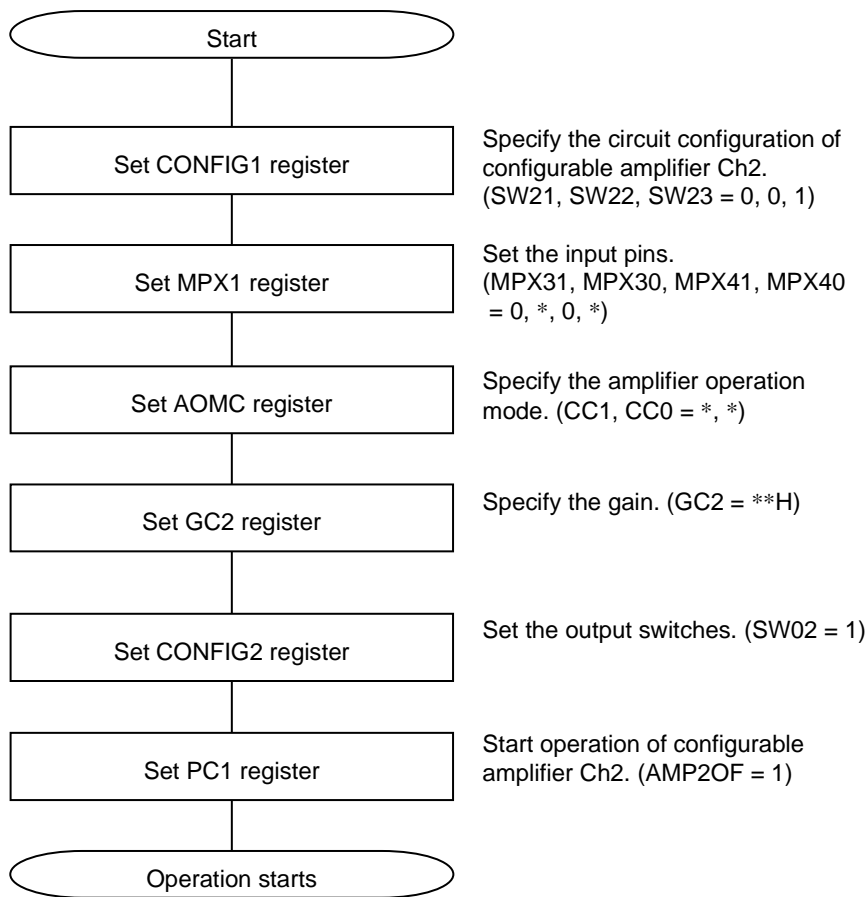 Start
Set CONFIG1 register
Specify the circuit configuration of
configurable amplifier Ch2.
(SW21, SW22, SW23 = 0, 0, 1)
Set MPX1 register
Set the input pins.
(MPX31, MPX30, MPX41, MPX40
= 0, *, 0, *)
Set AOMC register
Specify the amplifier operation
mode. (CC1, CC0 = *, *)
Set GC2 register
Specify the gain. (GC2 = **H)
Set CONFIG2 register
Set the output switches. (SW02 = 1)
Set PC1 register
Start operation of configurable
amplifier Ch2. (AMP2OF = 1)
Operation starts